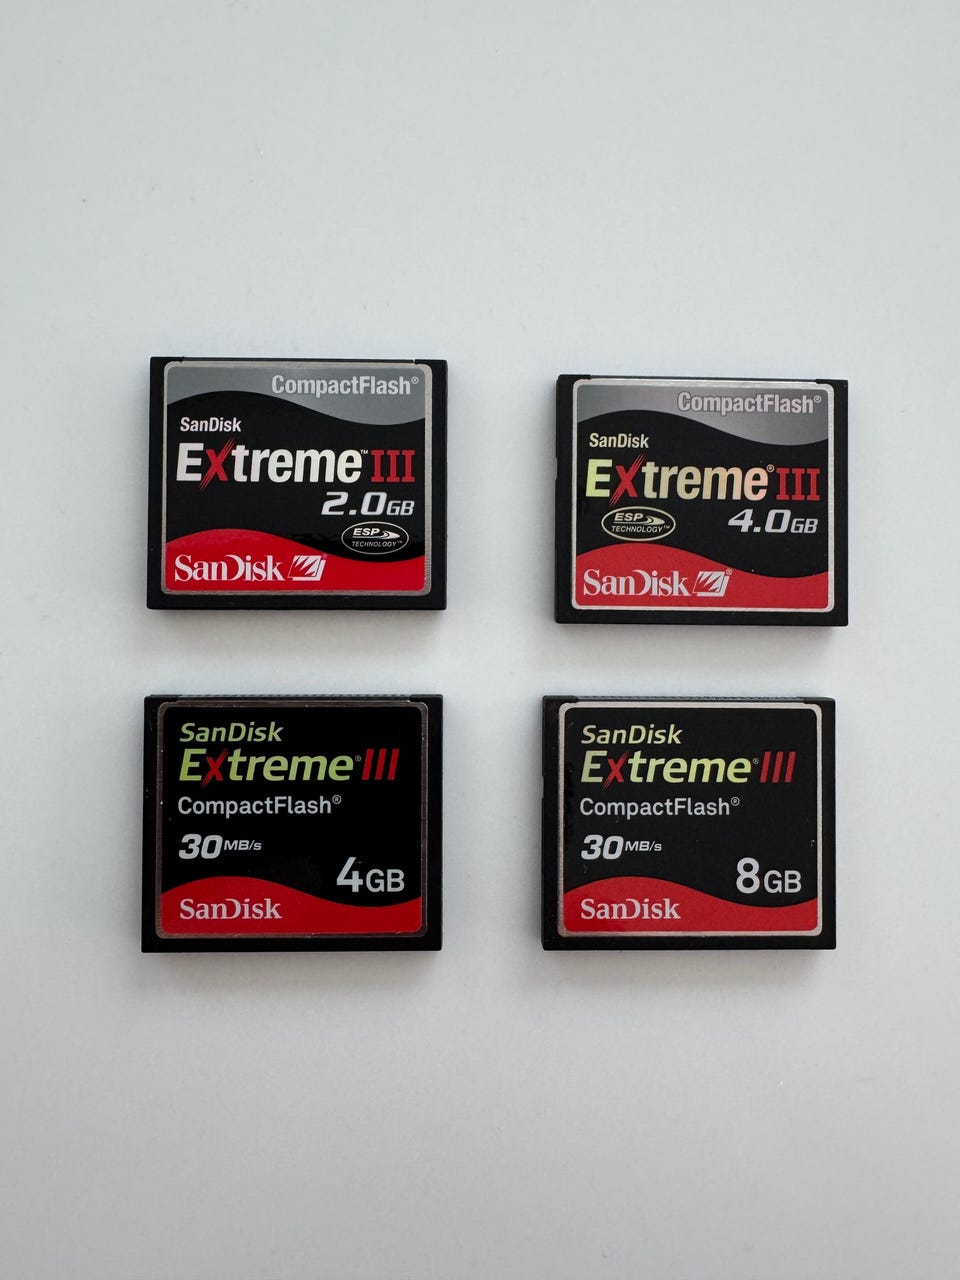 CompactFlash®
SanDisk
Extreme™ III
2.0GB
ESP
TECHNOLOGY™
SanDisk
CompactFlash®
SanDisk
Extreme® III
ESP
TECHNOLOGY™
4.0GB
SanDisk®
SanDisk
Extreme® III
CompactFlash®
30MB/s
4GB
SanDisk
SanDisk
Extreme® III
CompactFlash®
30MB/s
8GB
SanDisk